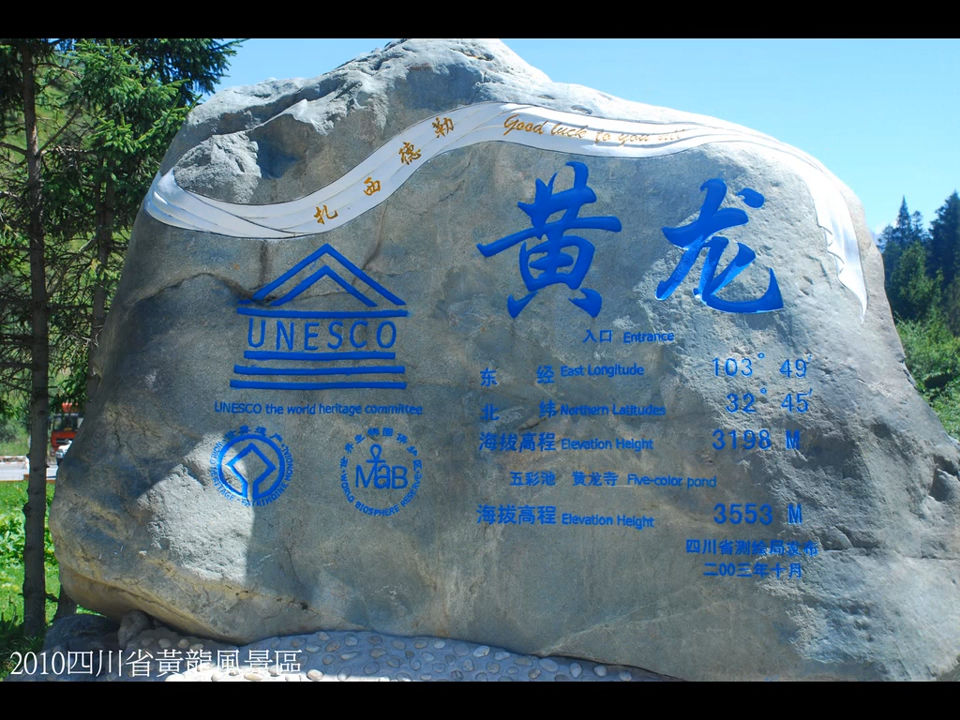 扎西德勒 Good luck to you all
黄龙
入口 Entrance
UNESCO
UNESCO the world heritage committee
MaB
东 经 East Longitude 103° 49′
北 纬 Northern Latitudes 32° 45′
海拔高程 Elevation Height 3198 M
五彩池 黄龙寺 Five-color pond
海拔高程 Elevation Height 3553 M
四川省测绘局发布
二00三年十月
2010四川省黃龍風景區